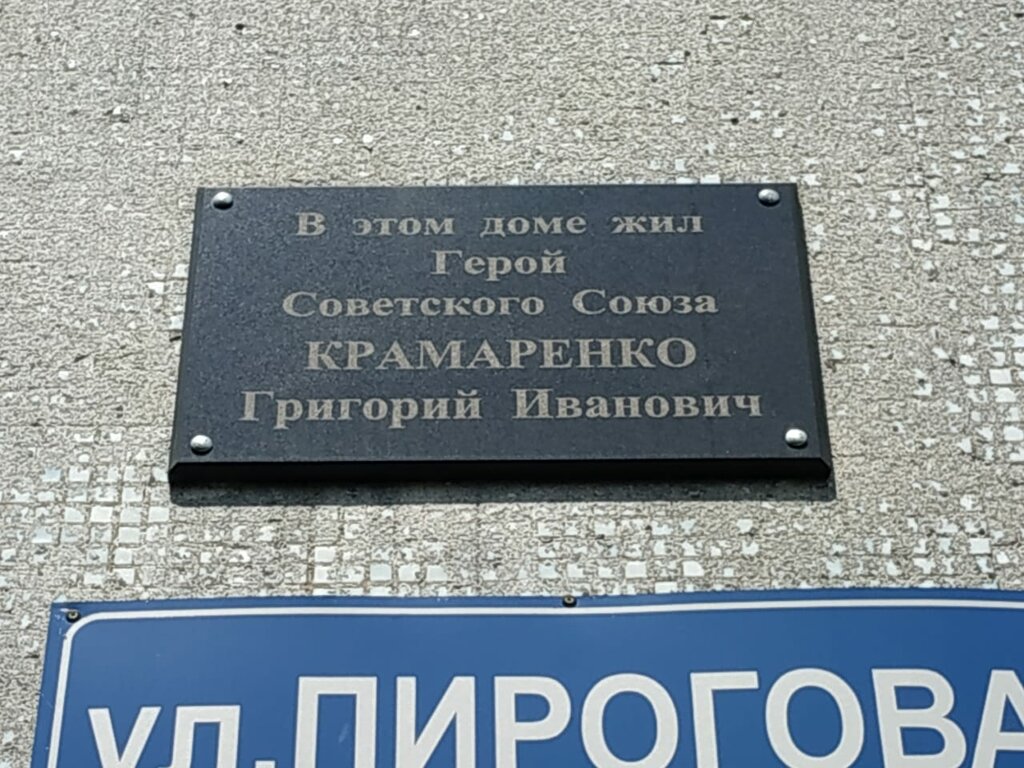 В этом доме жил
Герой
Советского Союза
КРАМАРЕНКО
Григорий Иванович
ул.ПИРОГОВА